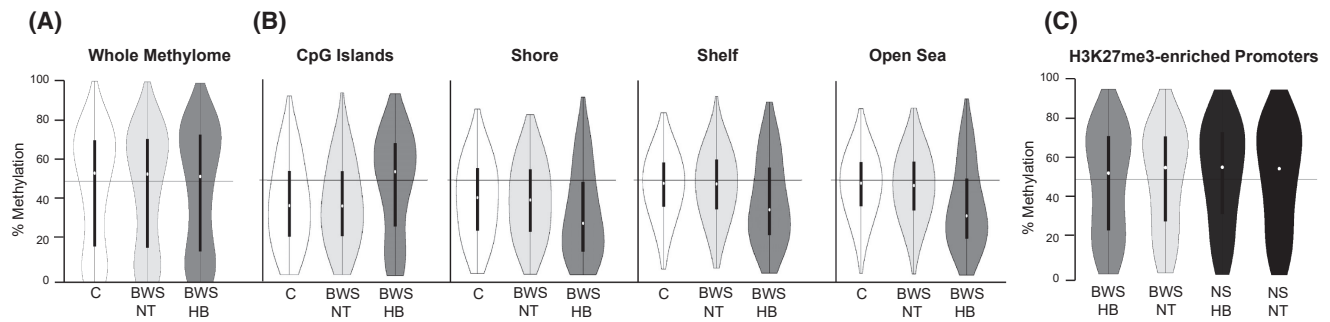 (A)
Whole Methylome
% Methylation
100
80
60
40
20
0
C
BWS NT
BWS HB
(B)
CpG Islands
C
BWS NT
BWS HB
Shore
C
BWS NT
BWS HB
Shelf
C
BWS NT
BWS HB
Open Sea
C
BWS NT
BWS HB
(C)
H3K27me3-enriched Promoters
% Methylation
100
80
60
40
20
0
BWS HB
BWS NT
NS HB
NS NT